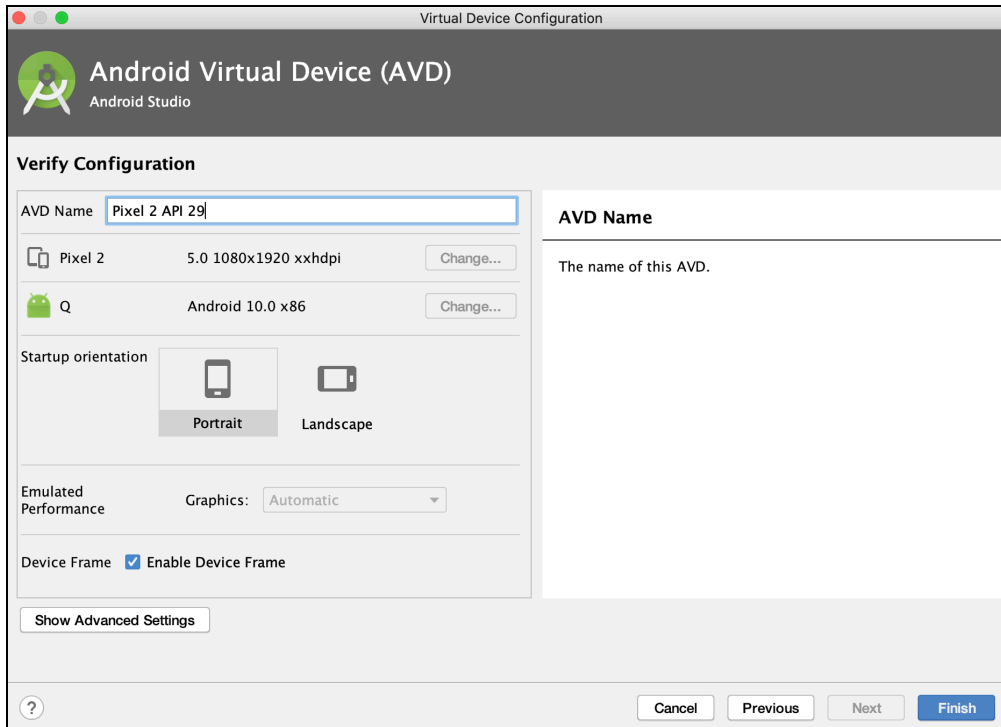 Virtual Device Configuration
Android Virtual Device (AVD)
Android Studio
Verify Configuration
AVD Name Pixel 2 API 29
Pixel 2 5.0 1080x1920 xxhdpi Change...
Q Android 10.0 x86 Change...
Startup orientation
Portrait Landscape
Emulated
Performance
Graphics: Automatic
Device Frame Enable Device Frame
Show Advanced Settings
AVD Name
The name of this AVD.
? Cancel Previous Next Finish